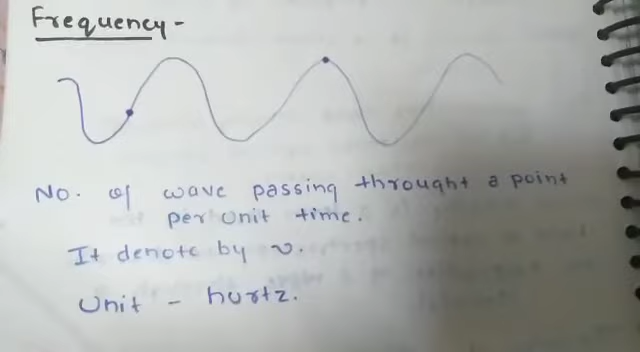 Frequency -
No. of wave passing throught a point
per unit time.
It denote by ν.
Unit - hurtz.